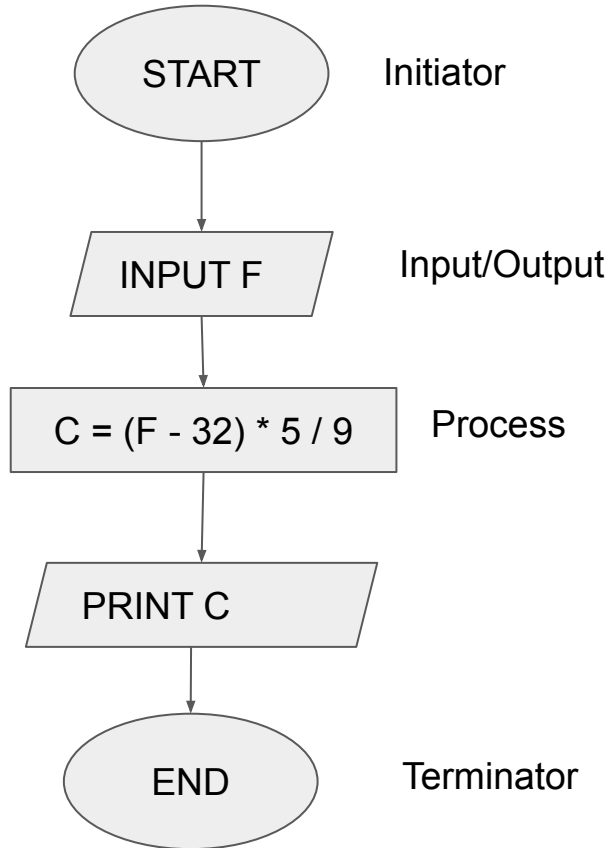 START
Initiator
INPUT F
Input/Output
C = (F - 32) * 5 / 9
Process
PRINT C
END
Terminator